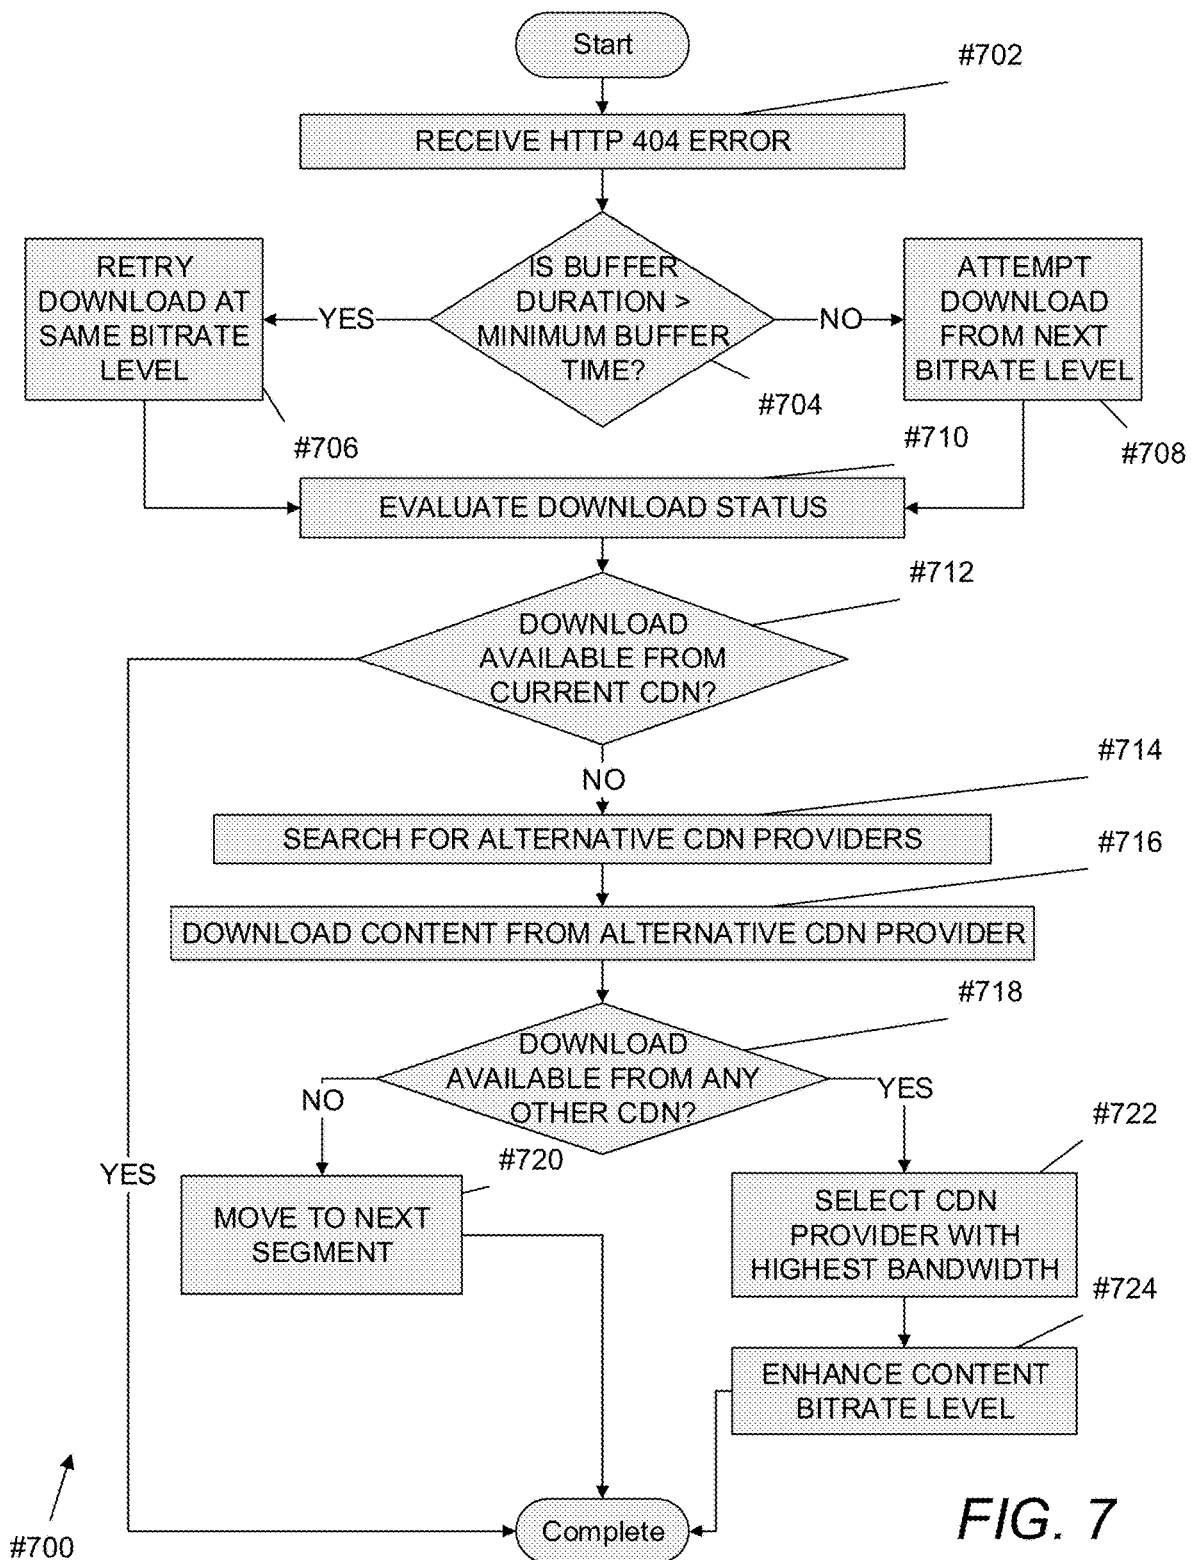 Start
#702
RECEIVE HTTP 404 ERROR
RETRY
DOWNLOAD AT
SAME BITRATE
LEVEL
YES
IS BUFFER
DURATION >
MINIMUM BUFFER
TIME?
NO
ATTEMPT
DOWNLOAD
FROM NEXT
BITRATE LEVEL
#704
#706
#710
#708
EVALUATE DOWNLOAD STATUS
#712
DOWNLOAD
AVAILABLE FROM
CURRENT CDN?
#714
NO
SEARCH FOR ALTERNATIVE CDN PROVIDERS
#716
DOWNLOAD CONTENT FROM ALTERNATIVE CDN PROVIDER
#718
DOWNLOAD
AVAILABLE FROM ANY
OTHER CDN?
NO
YES
#722
#720
YES
MOVE TO NEXT
SEGMENT
SELECT CDN
PROVIDER WITH
HIGHEST BANDWIDTH
#724
ENHANCE CONTENT
BITRATE LEVEL
#700
Complete
FIG. 7